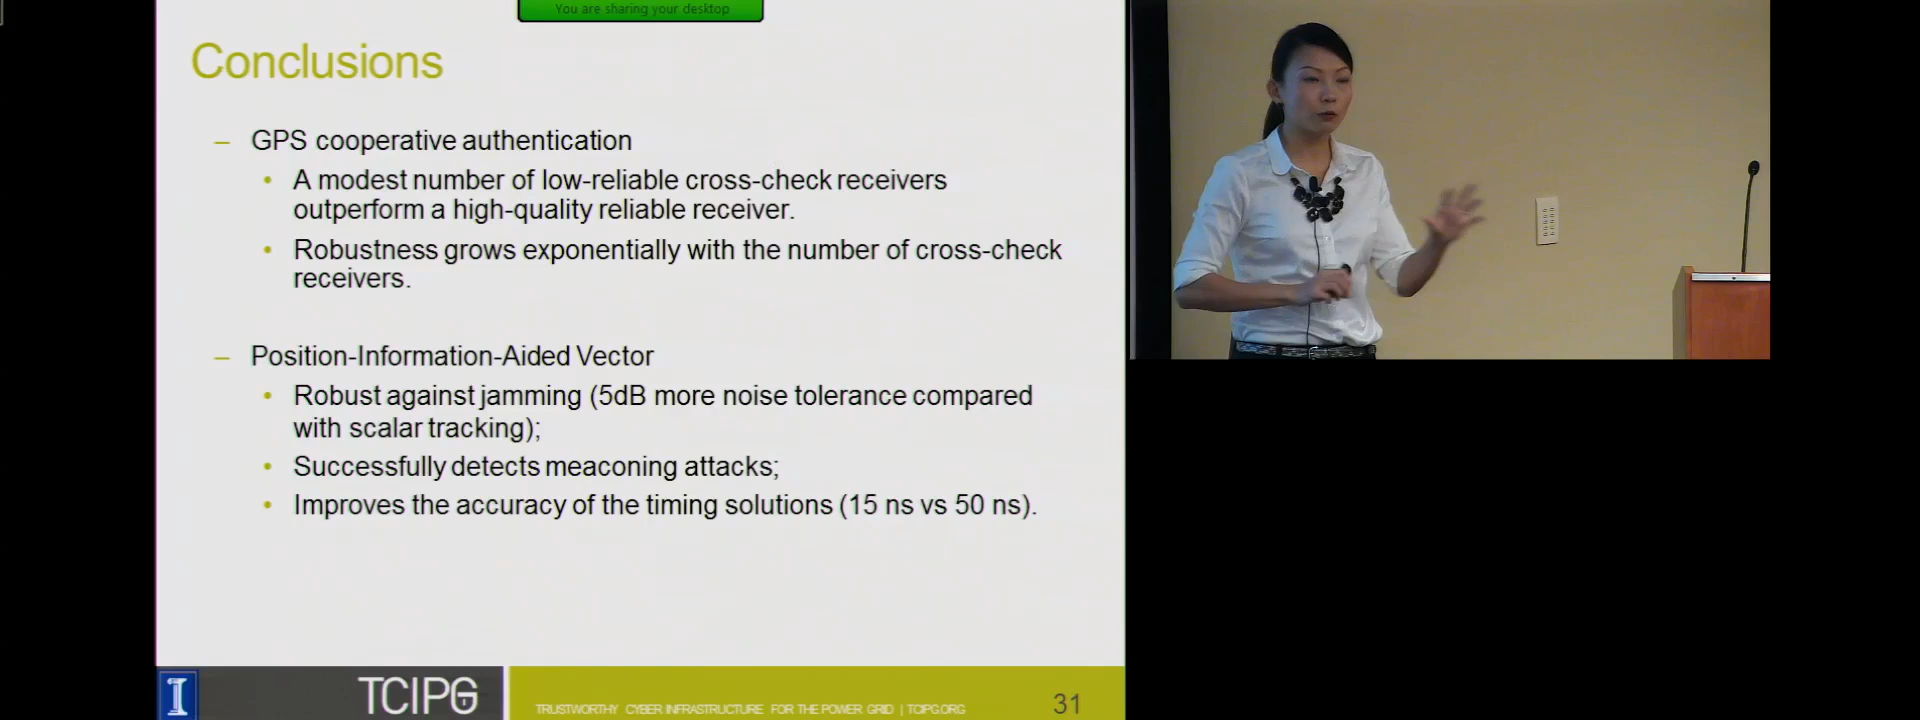 You are sharing your desktop
Conclusions
– GPS cooperative authentication
• A modest number of low-reliable cross-check receivers
outperform a high-quality reliable receiver.
• Robustness grows exponentially with the number of cross-check
receivers.
– Position-Information-Aided Vector
• Robust against jamming (5dB more noise tolerance compared
with scalar tracking);
• Successfully detects meaconing attacks;
• Improves the accuracy of the timing solutions (15 ns vs 50 ns).
I
TCIPG
TRUSTWORTHY CYBER INFRASTRUCTURE FOR THE POWER GRID | TCIPG.ORG
31